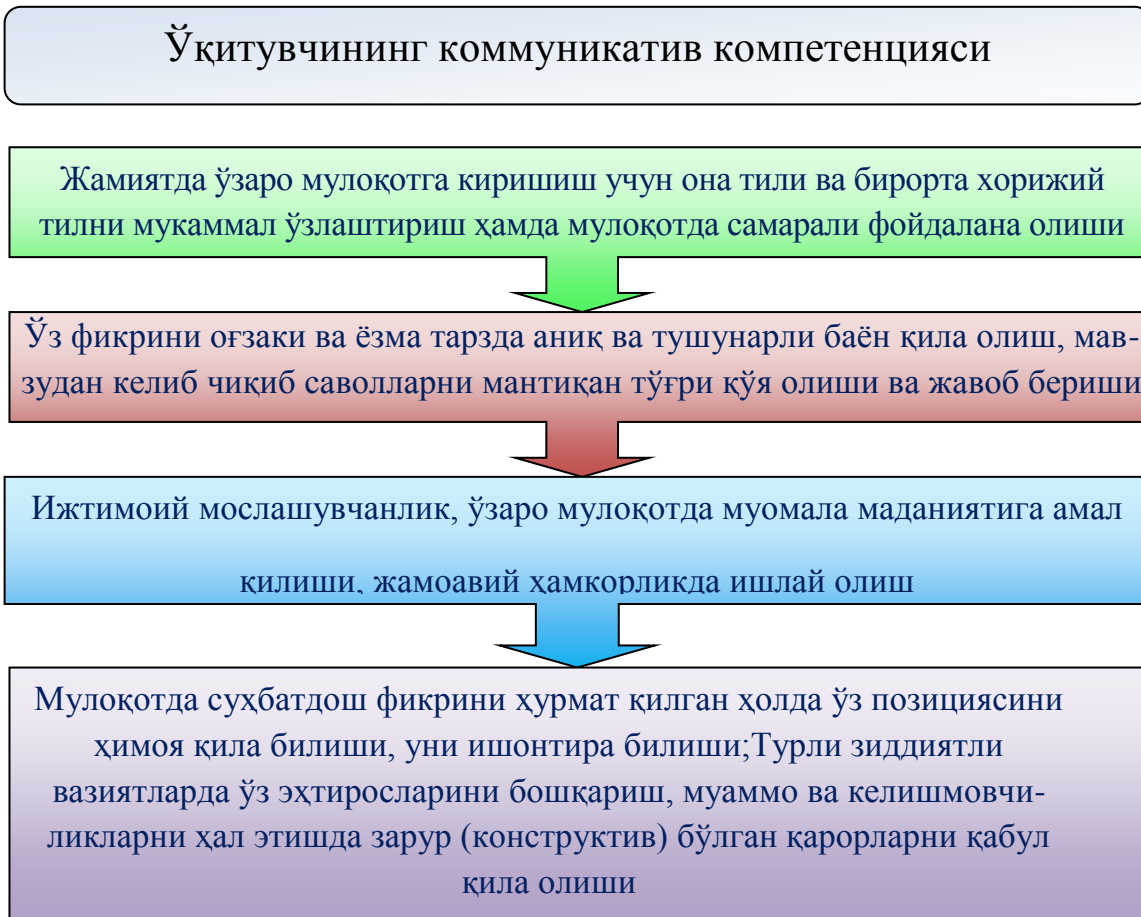 Ўқитувчининг коммуникатив компетенцияси
Жамиятда ўзаро мулоқотга киришиш учун она тили ва бирорта хорижий
тилни мукаммал ўзлаштириш ҳамда мулоқотда самарали фойдалана олиши
Ўз фикрини оғзаки ва ёзма тарзда аниқ ва тушунарли баён қила олиш, мав-
зудан келиб чиқиб саволларни мантиқан тўғри қўя олиши ва жавоб бериши
Ижтимоий мослашувчанлик, ўзаро мулоқотда муомала маданиятига амал
қилиши, жамоавий ҳамкорликда ишлай олиш
Мулоқотда суҳбатдош фикрини ҳурмат қилган ҳолда ўз позициясини
ҳимоя қила билиши, уни ишонтира билиши;Турли зиддиятли
вазиятларда ўз эҳтиросларини бошқариш, муаммо ва келишмовчи-
ликларни ҳал этишда зарур (конструктив) бўлган қарорларни қабул
қила олиши